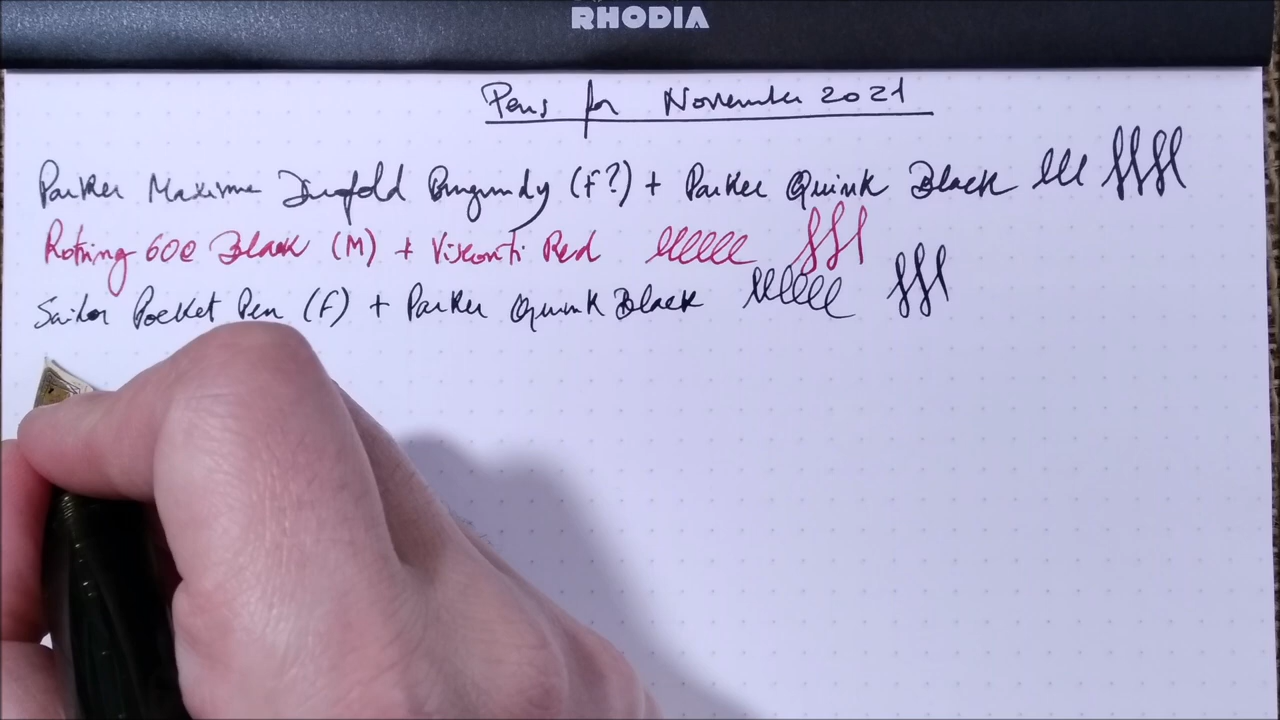 RHODIA
Pens for November 2021
Parker Maxima Duofold Burgundy (F?) + Parker Quink Black
Rotring 600 Black (M) + Visconti Red
Sailor Pocket Pen (F) + Parker Quink Black